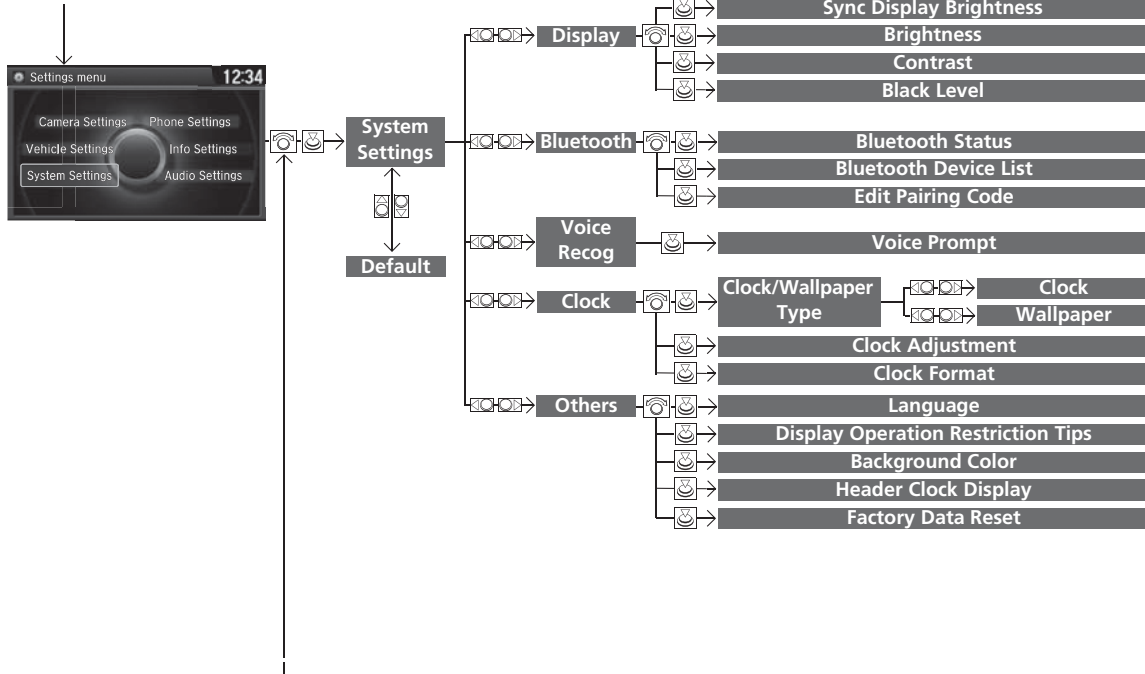 Sync Display Brightness
Display
Brightness
Contrast
Black Level
Settings menu
12:34
Camera Settings
Phone Settings
Vehicle Settings
Info Settings
System Settings
Audio Settings
System
Settings
Default
Bluetooth
Bluetooth Status
Bluetooth Device List
Edit Pairing Code
Voice
Recog
Voice Prompt
Clock
Clock/Wallpaper
Type
Clock
Wallpaper
Clock Adjustment
Clock Format
Others
Language
Display Operation Restriction Tips
Background Color
Header Clock Display
Factory Data Reset